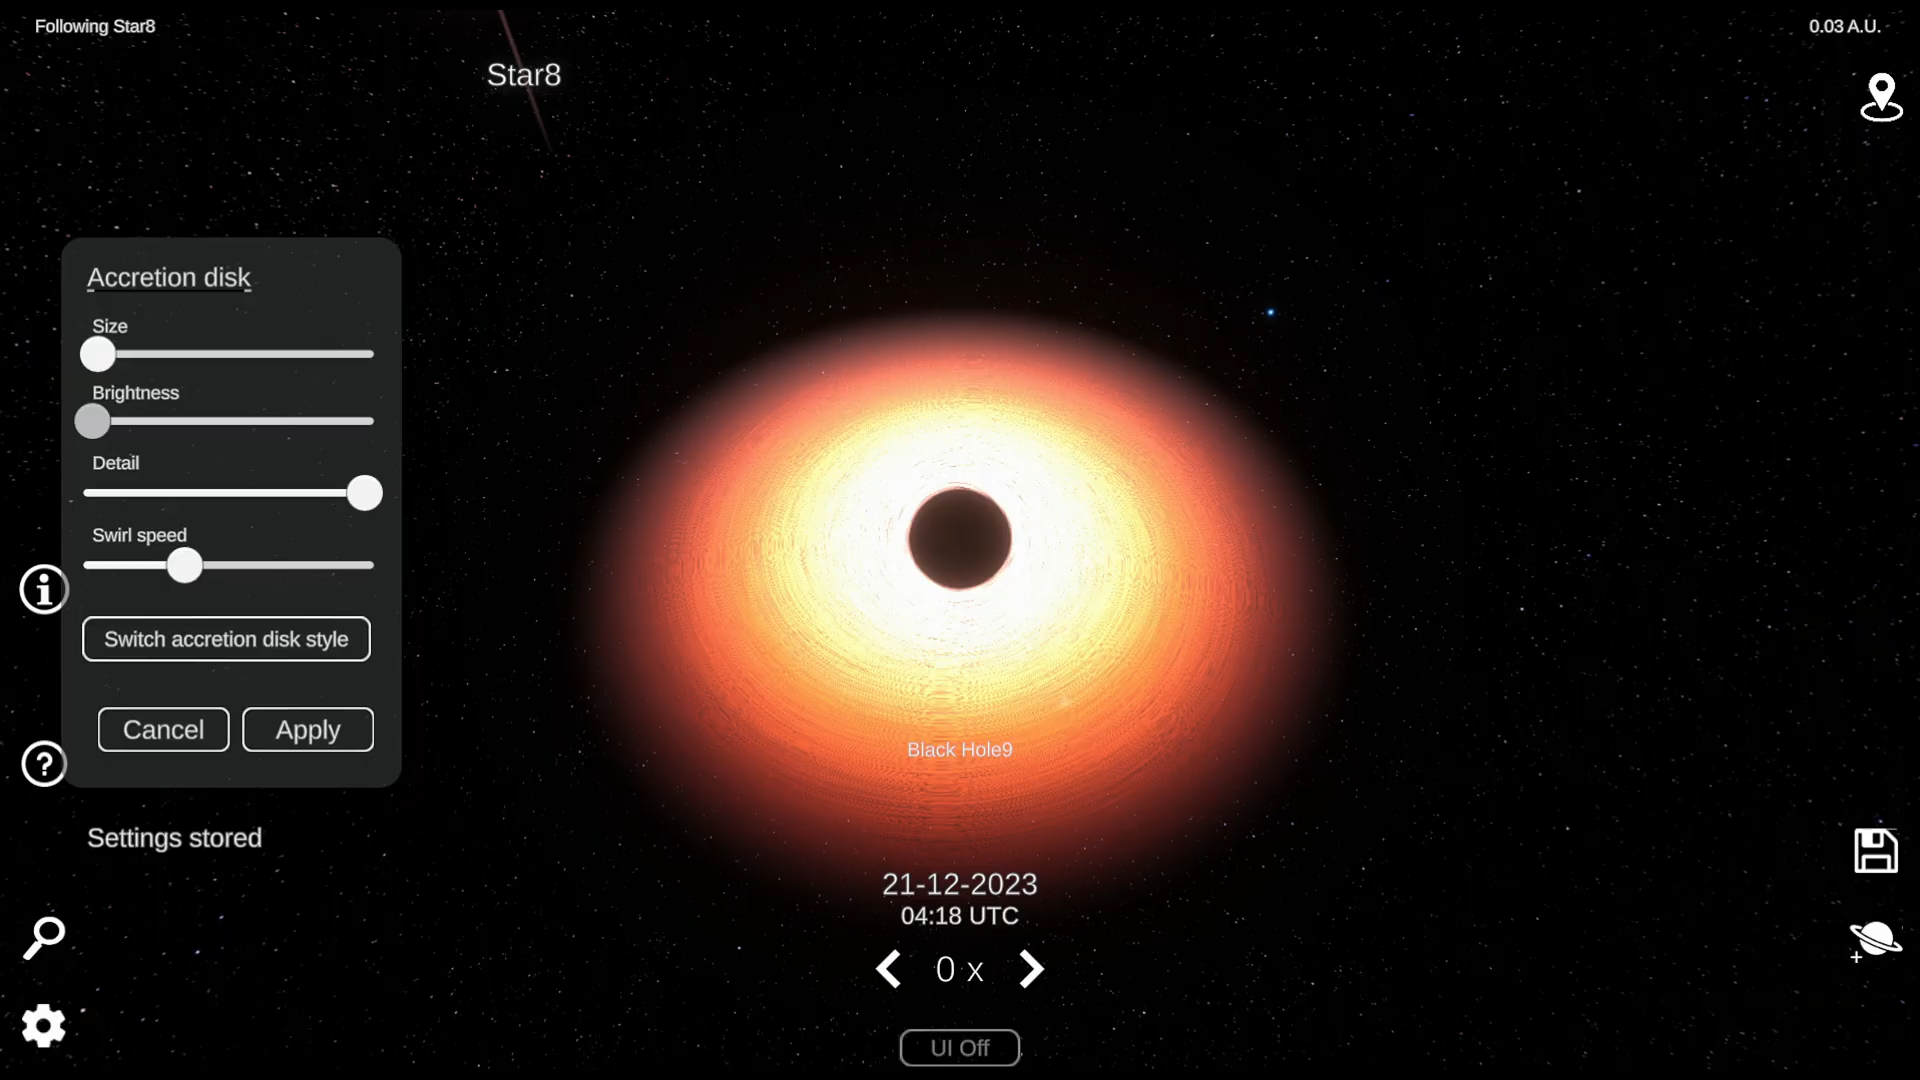 Following Star8
0.03 A.U.
Star8
Accretion disk
Size
Brightness
Detail
Swirl speed
Switch accretion disk style
Cancel
Apply
Settings stored
Black Hole9
21-12-2023
04:18 UTC
0 x
UI Off